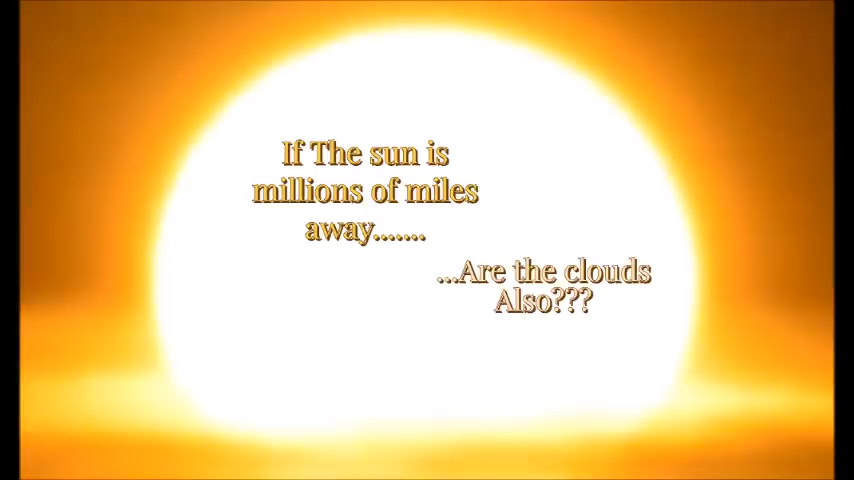 If The sun is
millions of miles
away.......
...Are the clouds
Also???